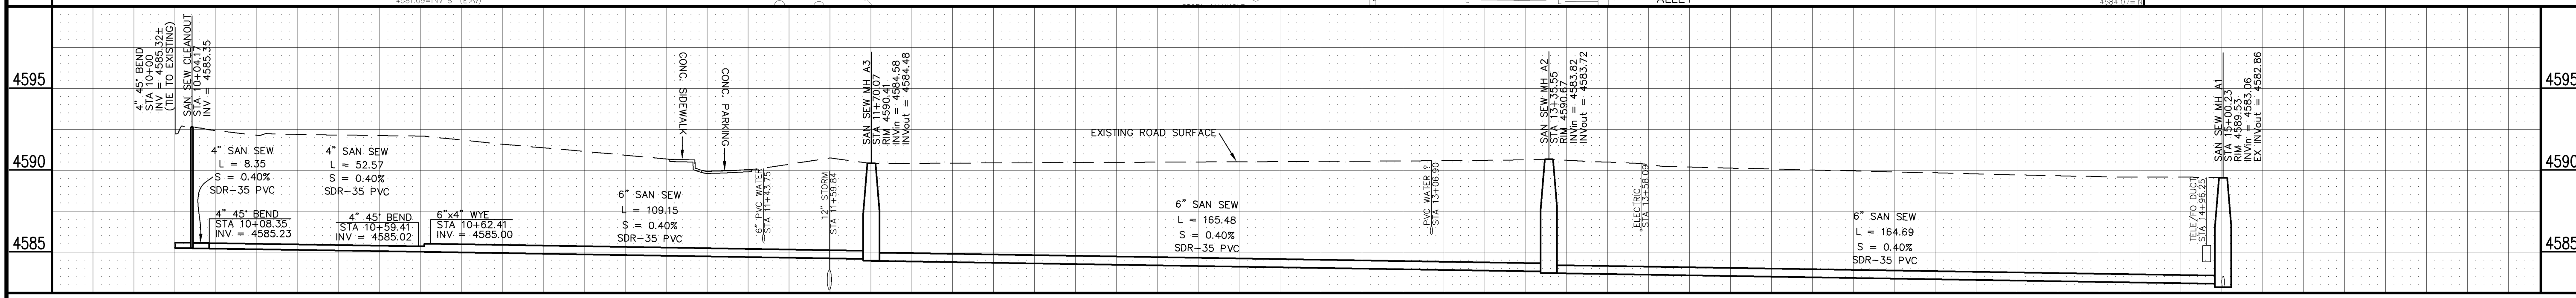 ALLEY
4595
4590
4585
4" 45° BEND
STA 10+00
INV = 4585.32±
(TIE TO EXISTING)
SAN SEW CLEANOUT
STA 10+04.17
INV = 4585.35
4" SAN SEW
L = 8.35
S = 0.40%
SDR-35 PVC
4" SAN SEW
L = 52.57
S = 0.40%
SDR-35 PVC
4" 45° BEND
STA 10+08.35
INV = 4585.23
4" 45° BEND
STA 10+59.41
INV = 4585.02
6"x4" WYE
STA 10+62.41
INV = 4585.00
6" SAN SEW
L = 109.15
S = 0.40%
SDR-35 PVC
CONC. SIDEWALK
CONC. PARKING
6" PVC WATER
STA 11+43.75
12" STORM
STA 11+59.84
SAN SEW MH A3
STA 11+70.07
RIM 4590.41
INVin = 4584.58
INVout = 4584.48
EXISTING ROAD SURFACE
6" SAN SEW
L = 165.48
S = 0.40%
SDR-35 PVC
PVC WATER ?
STA 13+06.90
SAN SEW MH A2
STA 13+35.55
RIM 4590.67
INVin = 4583.82
INVout = 4583.72
ELECTRIC
STA 13+58.09
6" SAN SEW
L = 164.69
S = 0.40%
SDR-35 PVC
TELE/FO DUCT
STA 14+96.25
SAN SEW MH A1
STA 15+00.23
RIM 4589.53
INVin = 4583.06
EX INVout = 4582.86
4595
4590
4585